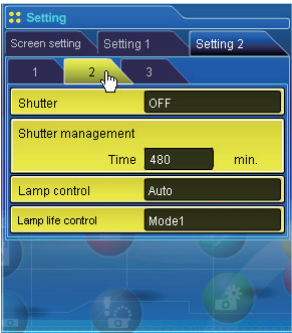 Setting
Screen setting Setting 1 Setting 2
1 2 3
Shutter OFF
Shutter management
Time 480 min.
Lamp control Auto
Lamp life control Mode1